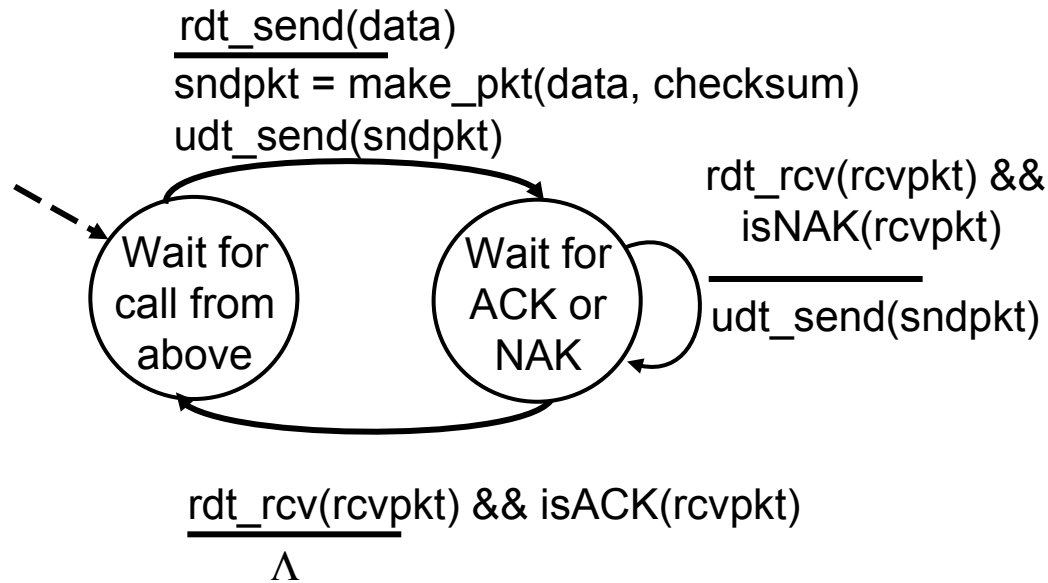 rdt_send(data)
sndpkt = make_pkt(data, checksum)
udt_send(sndpkt)
rdt_rcv(rcvpkt) &&
isNAK(rcvpkt)
udt_send(sndpkt)
Wait for
call from
above
Wait for
ACK or
NAK
rdt_rcv(rcvpkt) && isACK(rcvpkt)
Λ